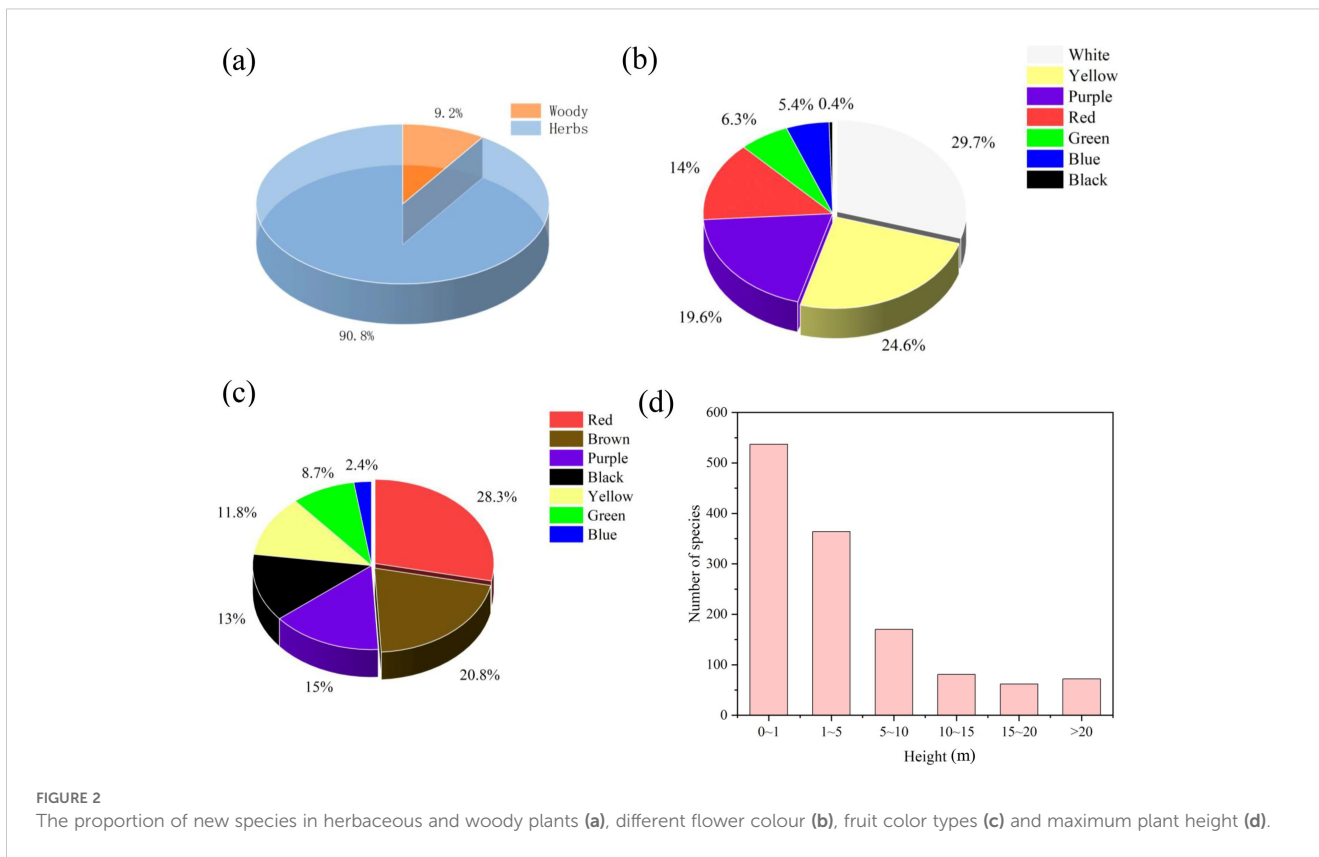 (a)
9.2%
Woody
Herbs
90.8%
(b)
5.4% 0.4%
6.3%
14%
19.6%
24.6%
29.7%
White
Yellow
Purple
Red
Green
Blue
Black
(c)
2.4%
8.7%
11.8%
13%
15%
20.8%
28.3%
Red
Brown
Purple
Black
Yellow
Green
Blue
(d)
600
500
400
300
200
100
0
Number of species
0~1 1~5 5~10 10~15 15~20 >20
Height (m)
FIGURE 2
The proportion of new species in herbaceous and woody plants (a), different flower colour (b), fruit color types (c) and maximum plant height (d).